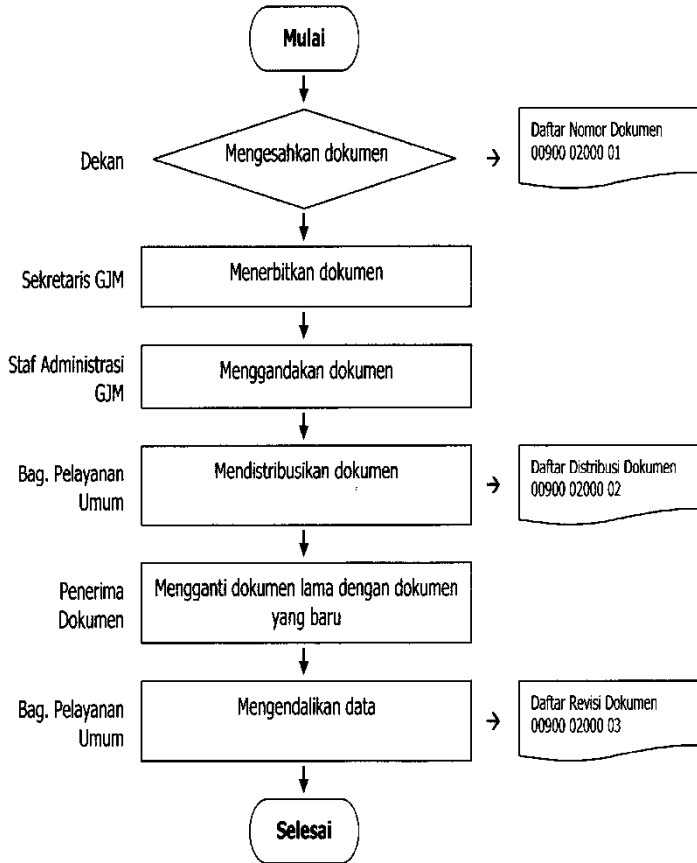 Mulai
Dekan
Mengesahkan dokumen
Daftar Nomor Dokumen
00900 02000 01
Sekretaris GJM
Menerbitkan dokumen
Staf Administrasi
GJM
Menggandakan dokumen
Bag. Pelayanan
Umum
Mendistribusikan dokumen
Daftar Distribusi Dokumen
00900 02000 02
Penerima
Dokumen
Mengganti dokumen lama dengan dokumen
yang baru
Bag. Pelayanan
Umum
Mengendalikan data
Daftar Revisi Dokumen
00900 02000 03
Selesai